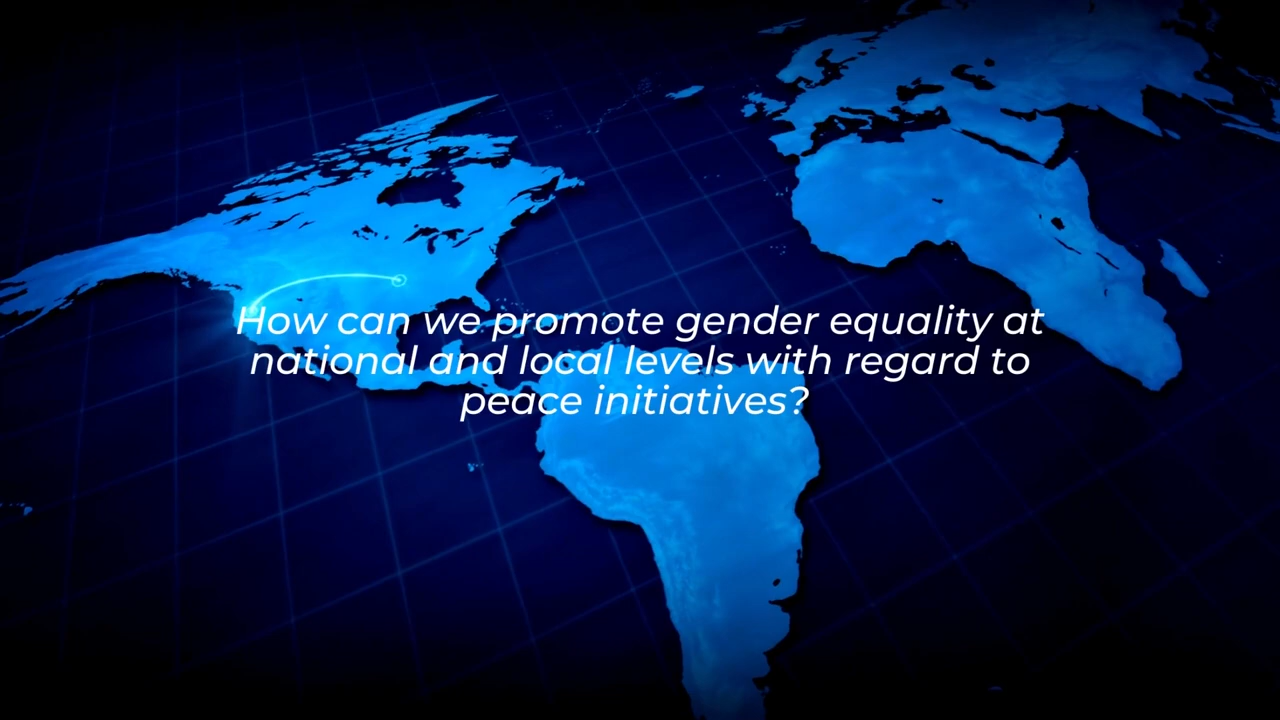 How can we promote gender equality at
national and local levels with regard to
peace initiatives?